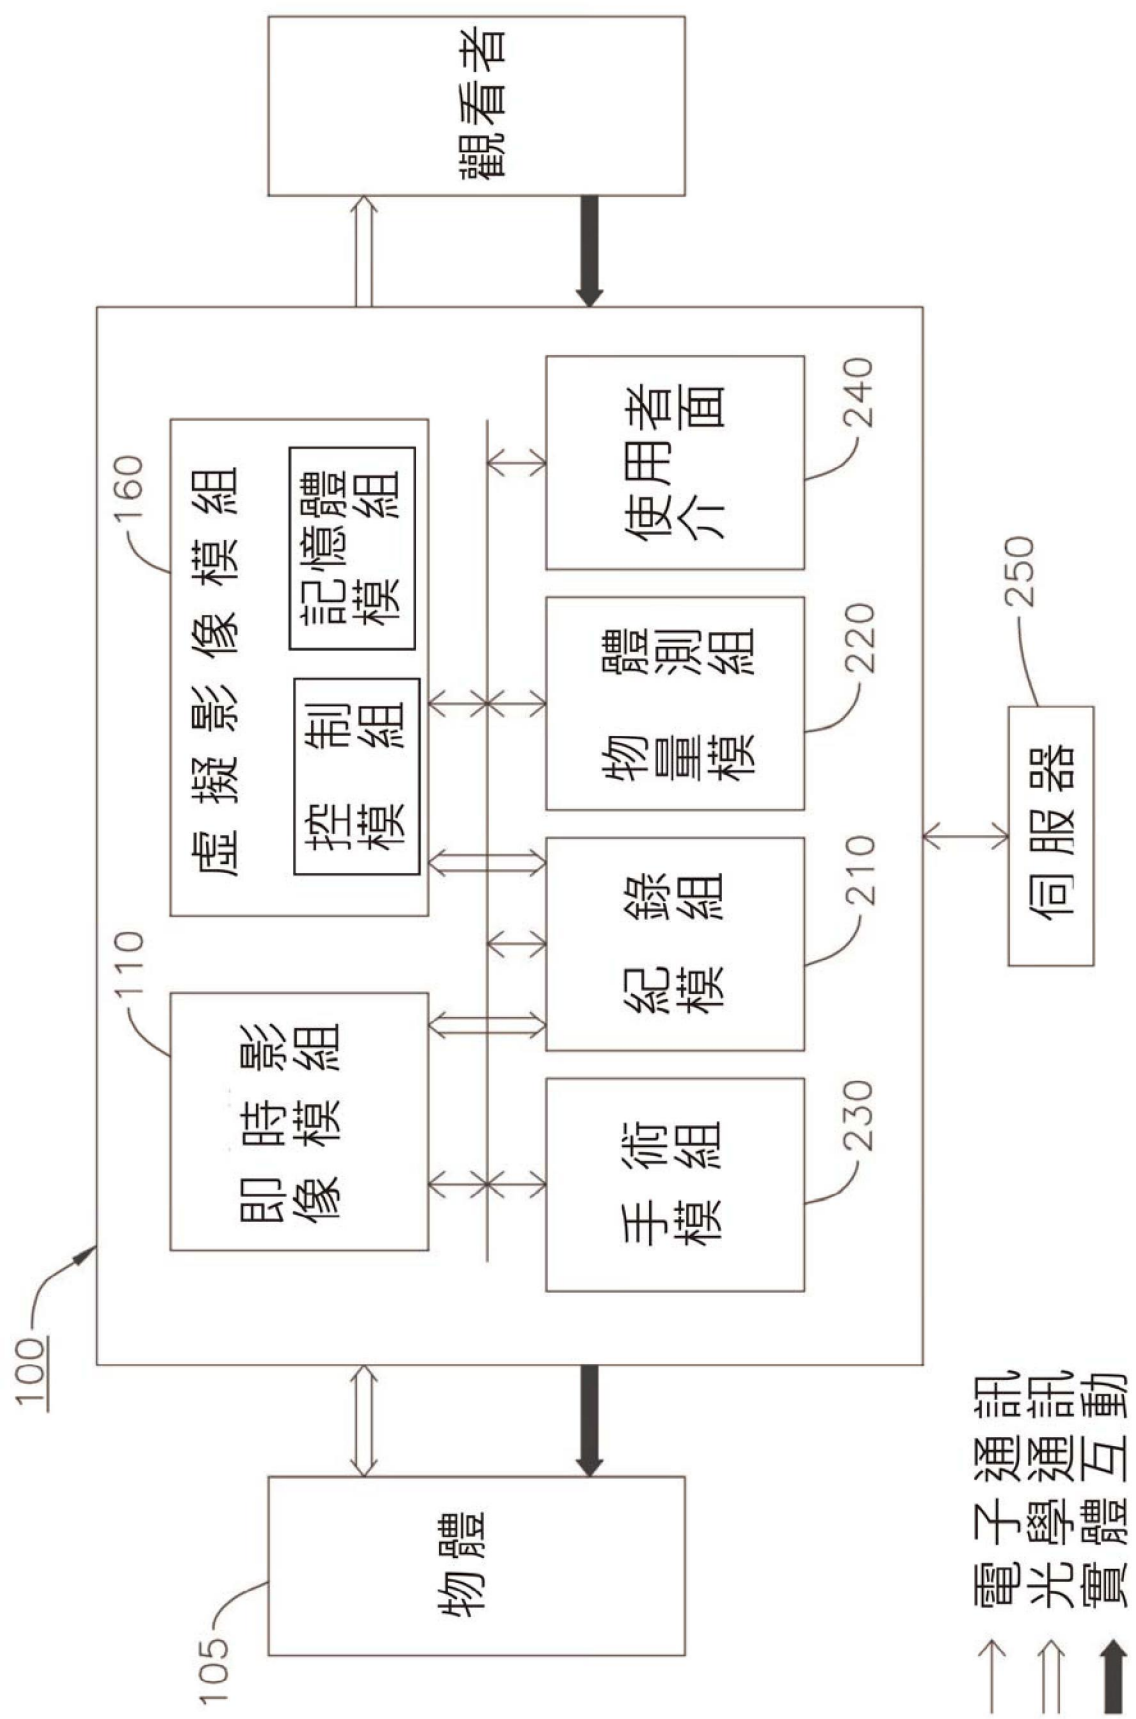 100
110
160
105
物體
即時影
像模組
虛擬影像模組
控制
模組
記憶體
模組
觀看者
手術
模組
紀錄
模組
物體
量測
模組
使用者
介面
230
210
220
240
250
伺服器
電子通訊
光學通訊
實體互動